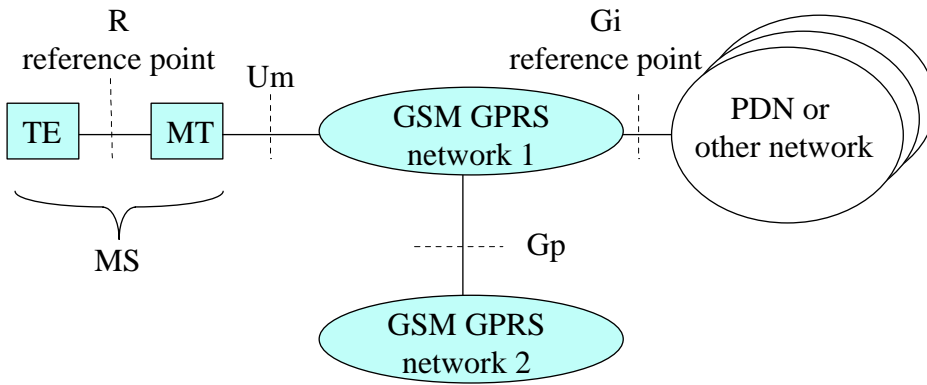 R
reference point
Gi
reference point
Um
TE
MT
GSM GPRS
network 1
PDN or
other network
MS
Gp
GSM GPRS
network 2